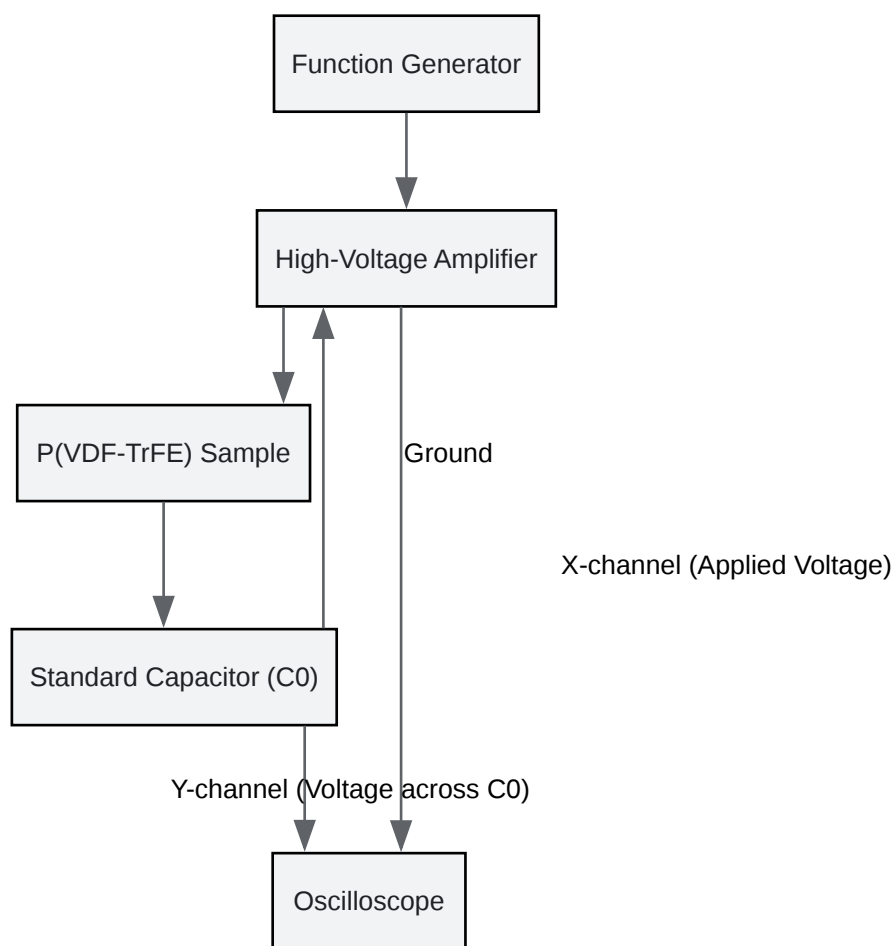 Function Generator
High-Voltage Amplifier
P(VDF-TrFE) Sample
Ground
X-channel (Applied Voltage)
Standard Capacitor (C0)
Y-channel (Voltage across C0)
Oscilloscope